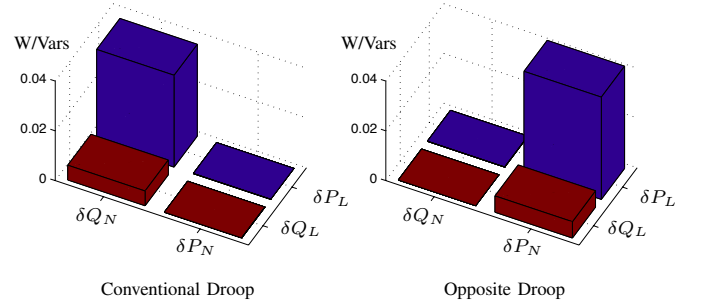 W/Vars
0.04
0.02
0
δQ_N
δP_N
δQ_L
δP_L
Conventional Droop
W/Vars
0.04
0.02
0
δQ_N
δP_N
δQ_L
δP_L
Opposite Droop